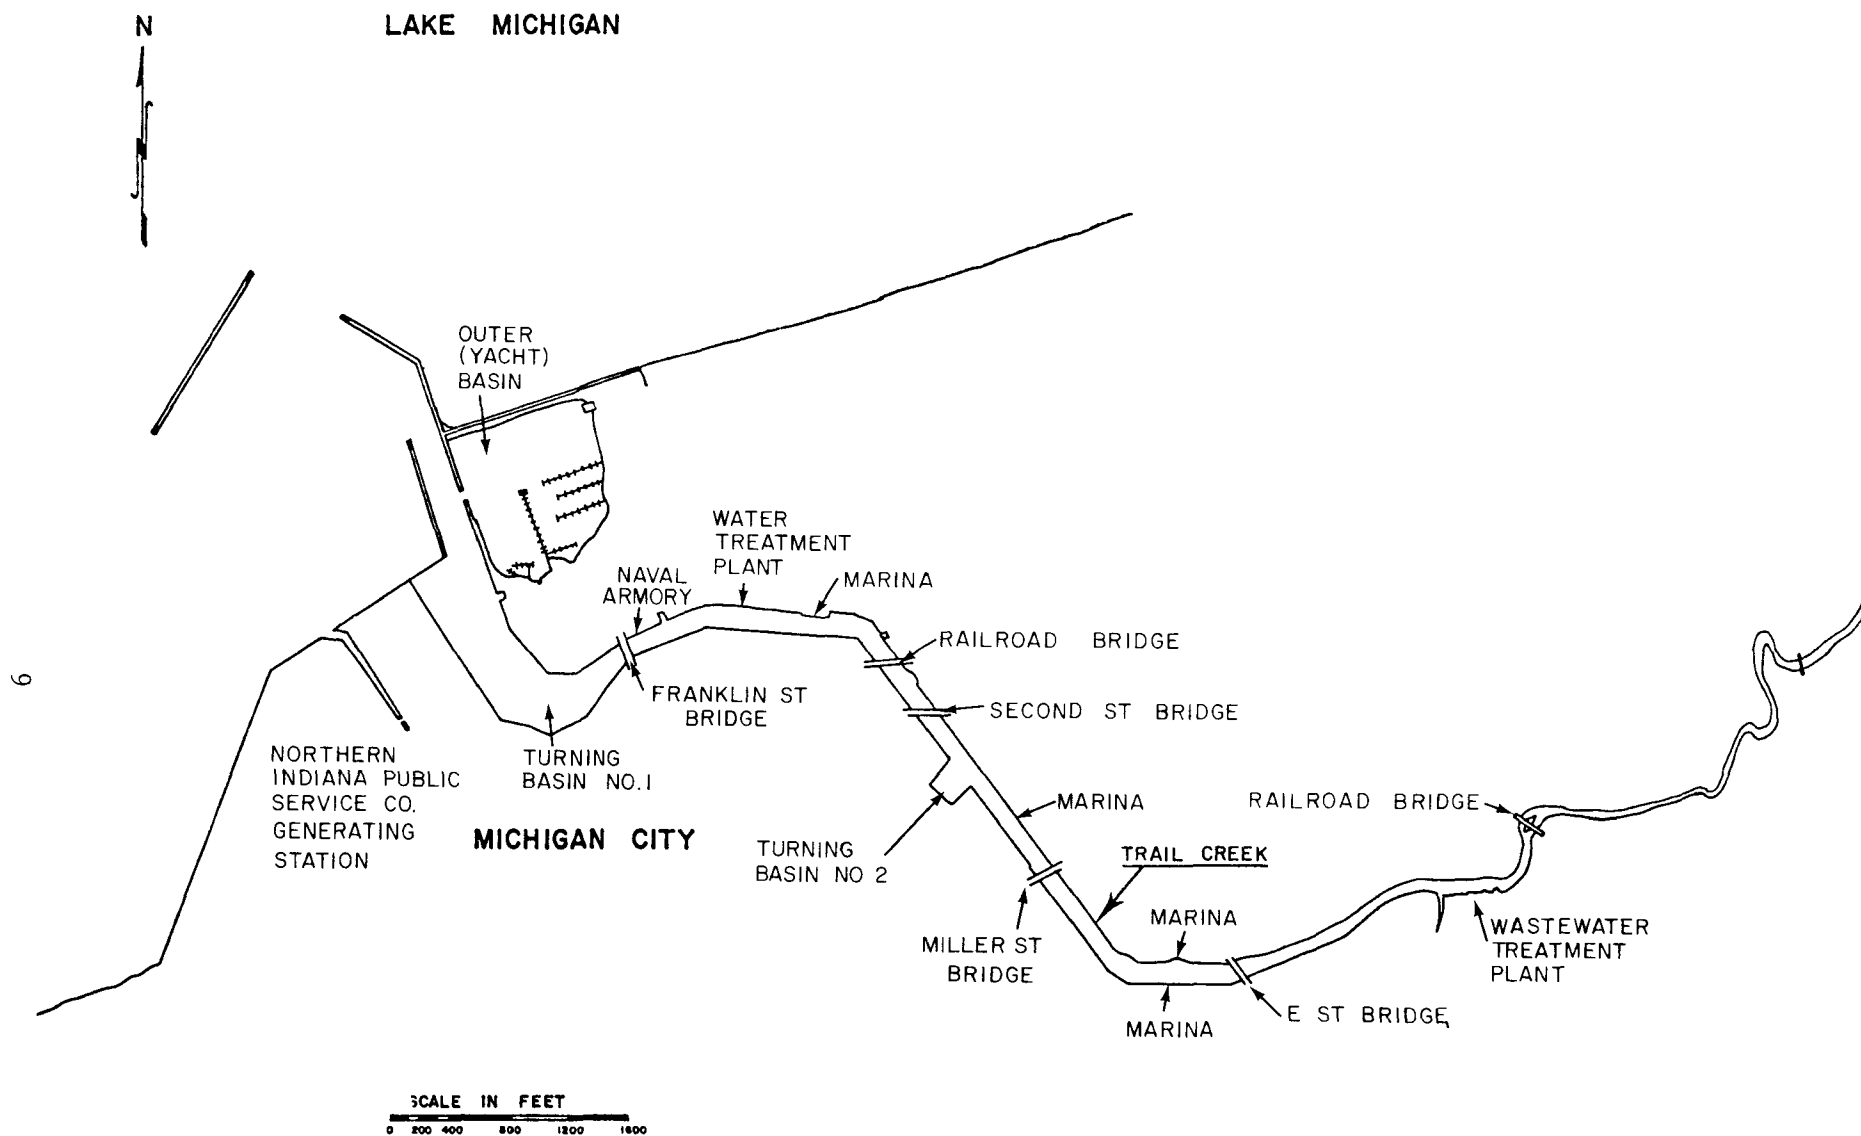 N
LAKE MICHIGAN
OUTER
(YACHT)
BASIN
WATER
TREATMENT
PLANT
MARINA
NAVAL
ARMORY
RAILROAD BRIDGE
FRANKLIN ST
BRIDGE
SECOND ST BRIDGE
6
NORTHERN
INDIANA PUBLIC
SERVICE CO.
GENERATING
STATION
TURNING
BASIN NO.1
MICHIGAN CITY
MARINA
RAILROAD BRIDGE
TURNING
BASIN NO 2
TRAIL CREEK
MARINA
MILLER ST
BRIDGE
WASTEWATER
TREATMENT
PLANT
MARINA
E ST BRIDGE
SCALE IN FEET
0 200 400 800 1200 1600